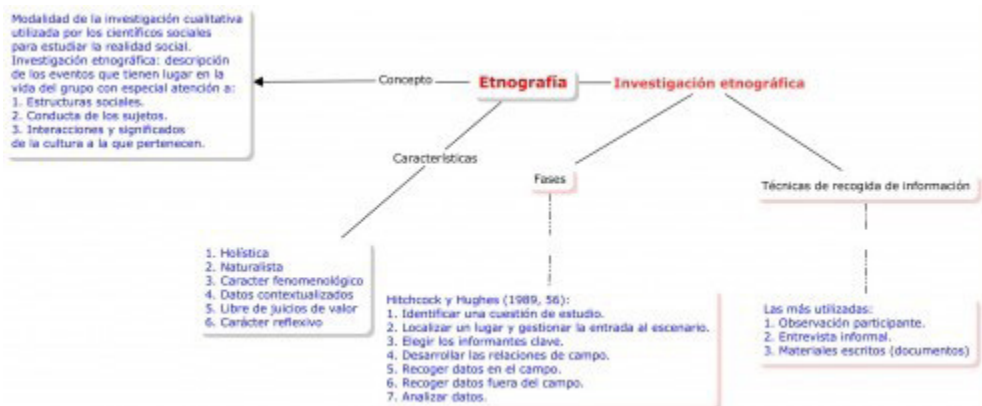 Modalidad de la investigación cualitativa
utilizada por los científicos sociales
para estudiar la realidad social.
Investigación etnográfica: descripción
de los eventos que tienen lugar en la
vida del grupo con especial atención a:
1. Estructuras sociales.
2. Conducta de los sujetos.
3. Interacciones y significados
de la cultura a la que pertenecen.
Concepto
Etnografía
Investigación etnográfica
Características
Fases
Técnicas de recogida de información
1. Holística
2. Naturalista
3. Caracter fenomenológico
4. Datos contextualizados
5. Libre de juicios de valor
6. Carácter reflexivo
Hitchcock y Hughes (1989, 56):
1. Identificar una cuestión de estudio.
2. Localizar un lugar y gestionar la entrada al escenario.
3. Elegir los informantes clave.
4. Desarrollar las relaciones de campo.
5. Recoger datos en el campo.
6. Recoger datos fuera del campo.
7. Analizar datos.
Las más utilizadas:
1. Observación participante.
2. Entrevista informal.
3. Materiales escritos (documentos)